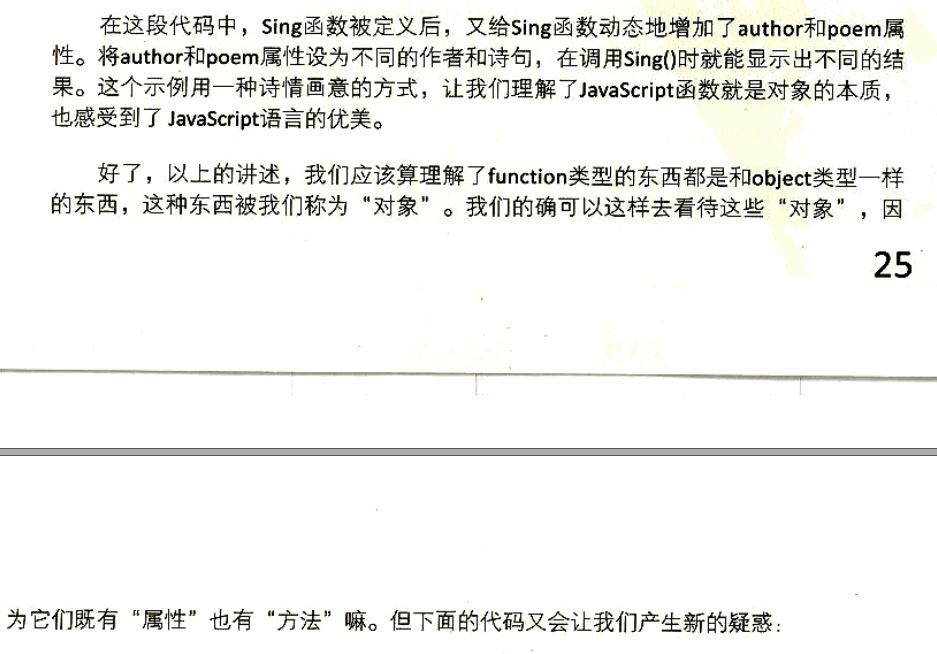 在这段代码中，Sing函数被定义后，又给Sing函数动态地增加了author和poem属
性。将author和poem属性设为不同的作者和诗句，在调用Sing()时就能显示出不同的结
果。这个示例用一种诗情画意的方式，让我们理解了JavaScript函数就是对象的本质，
也感受到了 JavaScript语言的优美。
好了，以上的讲述，我们应该算理解了function类型的东西都是和object类型一样
的东西，这种东西被我们称为“对象”。我们的确可以这样去看待这些“对象”，因
25
为它们既有“属性”也有“方法”嘛。但下面的代码又会让我们产生新的疑惑：